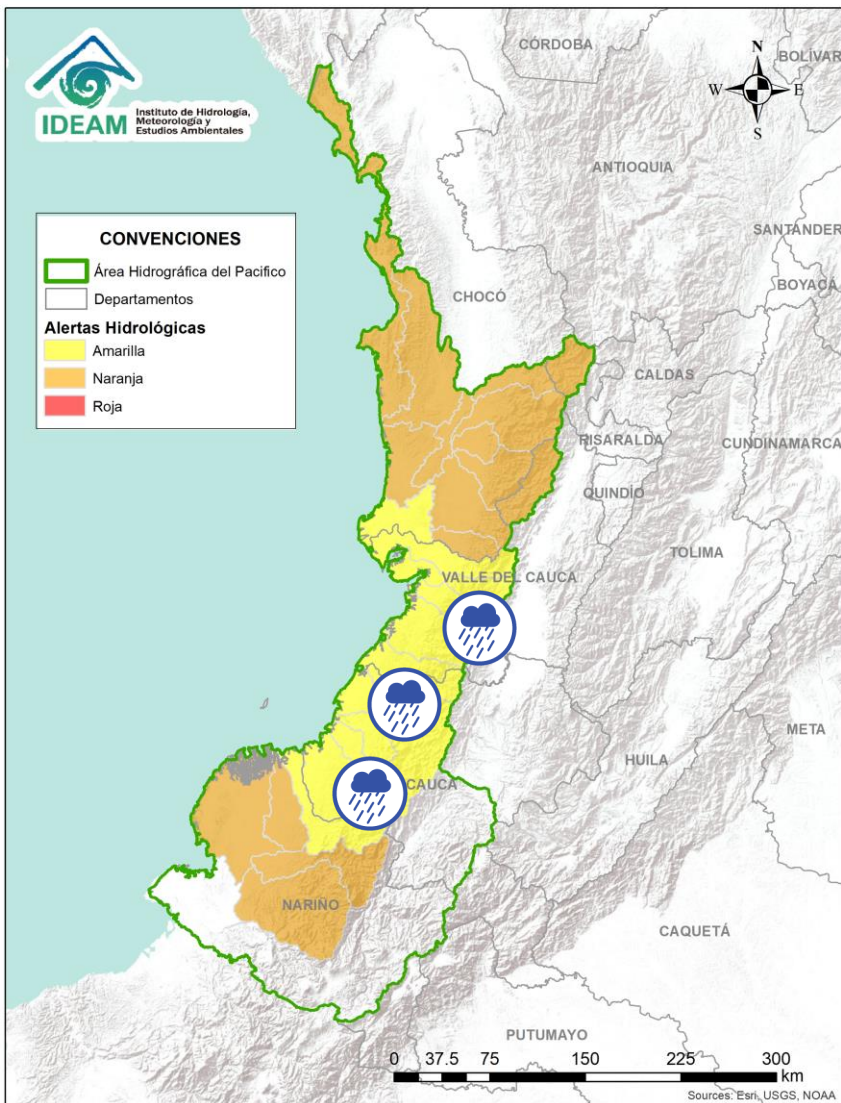 IDEAM
Instituto de Hidrología,
Meteorología y
Estudios Ambientales
CÓRDOBA
BOLÍVAR
N
W
E
S
ANTIOQUIA
SANTANDER
BOYACÁ
CONVENCIONES
Área Hidrográfica del Pacifico
Departamentos
Alertas Hidrológicas
Amarilla
Naranja
Roja
CHOCÓ
CALDAS
RISARALDA
CUNDINAMARCA
QUINDÍO
TOLIMA
VALLE DEL CAUCA
META
HUILA
CAUCA
NARIÑO
CAQUETÁ
PUTUMAYO
0 37.5 75 150 225 300
km
Sources: Esri, USGS, NOAA